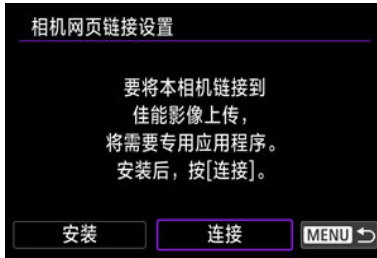 相机网页链接设置
要将本相机链接到
佳能影像上传，
将需要专用应用程序。
安装后，按[连接]。
安装
连接
MENU